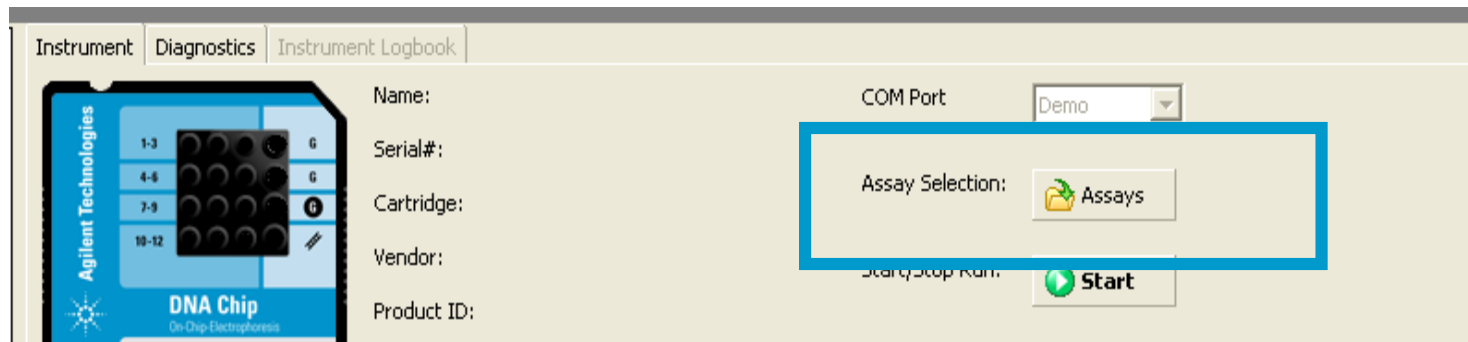 Instrument Diagnostics Instrument Logbook
Name:
Serial#:
Cartridge:
Vendor:
Product ID:
COM Port Demo
Assay Selection: Assays
Start/Stop Run: Start
Agilent Technologies
1-3 G
4-6 G
7-9 G
10-12
DNA Chip
On-Chip-Electrophoresis